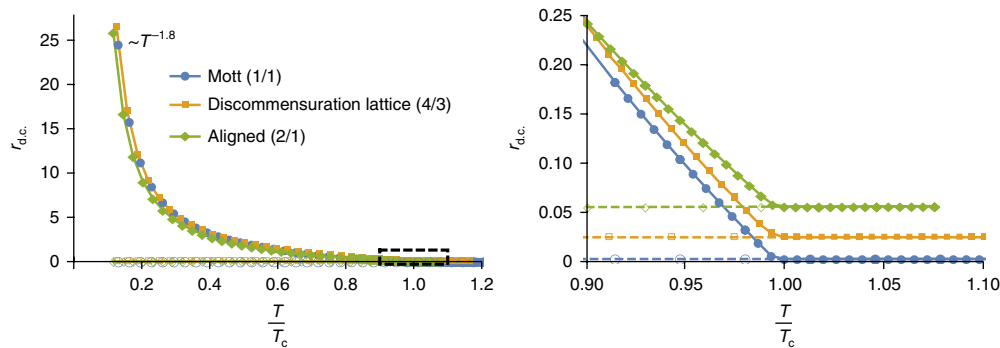 25
20
15
10
5
0
r_d.c.
~T^−1.8
Mott (1/1)
Discommensuration lattice (4/3)
Aligned (2/1)
0.2 0.4 0.6 0.8 1.0 1.2
T
T_c
0.25
0.20
0.15
0.10
0.05
0
r_d.c.
0.90 0.95 1.00 1.05 1.10
T
T_c